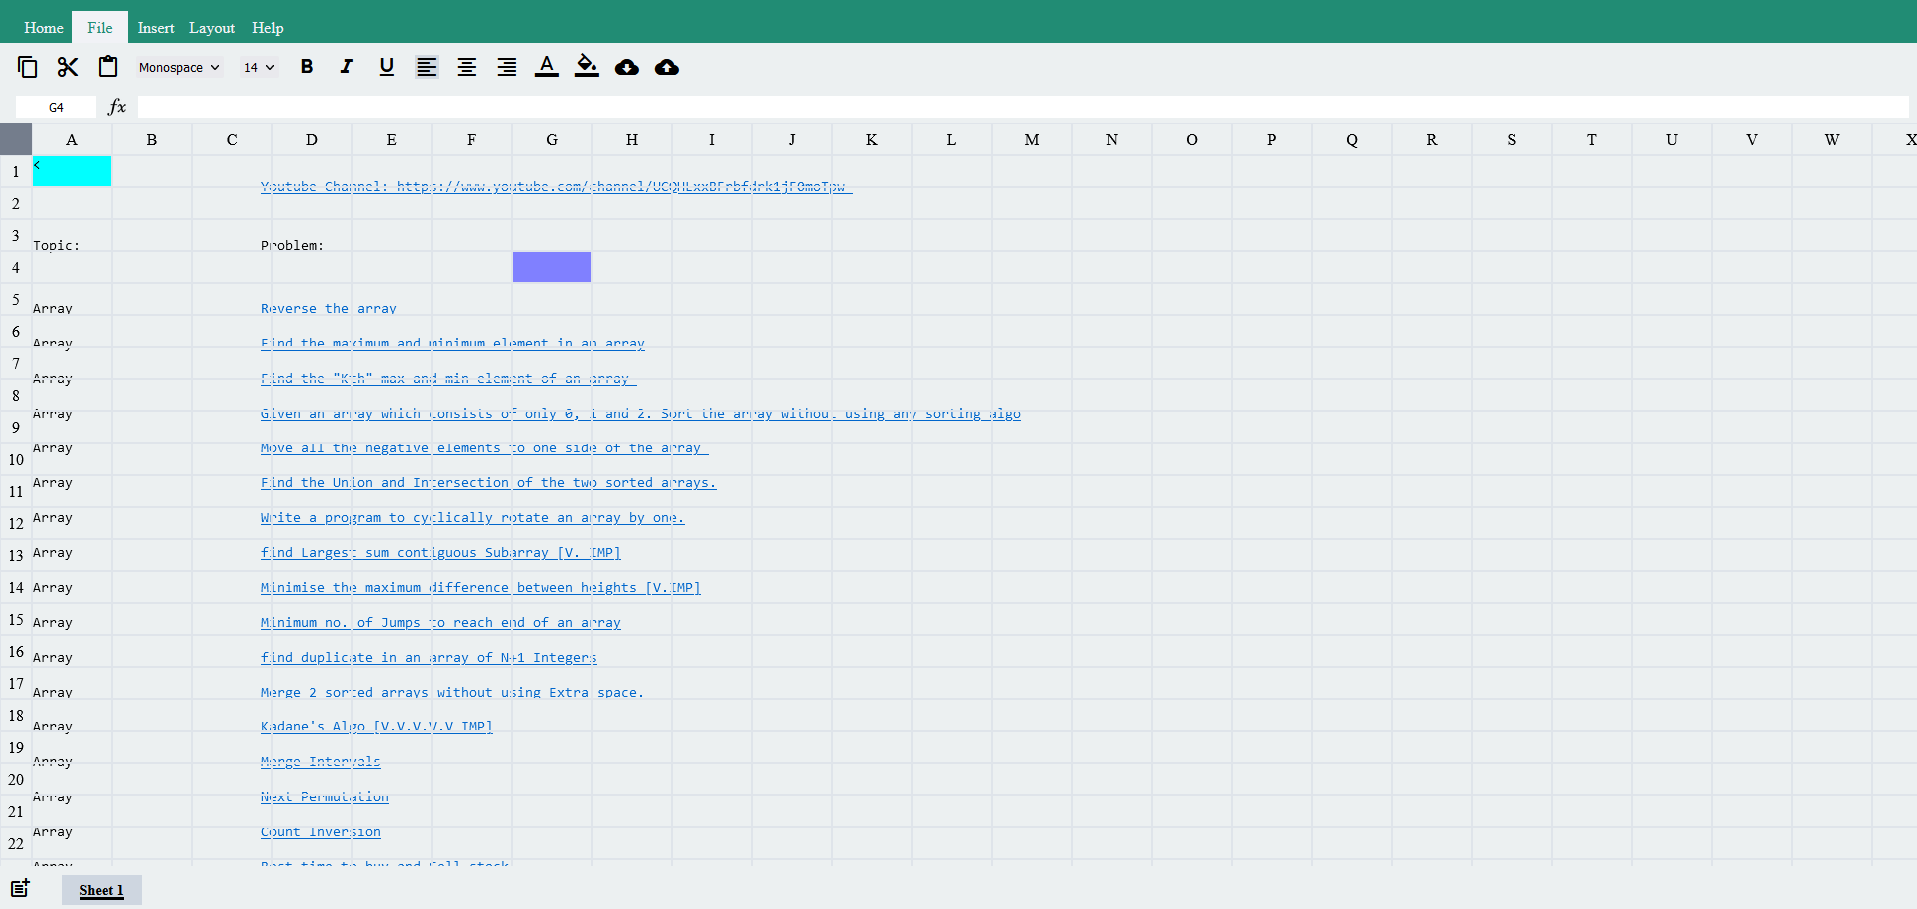 Home File Insert Layout Help
Monospace 14 B I U A
G4 fx
A B C D E F G H I J K L M N O P Q R S T U V W X
1 <
Youtube Channel: https://www.youtube.com/channel/
2
3 Topic: Problem:
4
5 Array Reverse the array
6 Array Find the maximum and minimum element in an array
7 Array Find the "Kth" max and min element of an array
8 Array Given an array which consists of only 0, 1 and 2. Sort the array without using any sorting algo
9
10 Array Move all the negative elements to one side of the array
11 Array Find the Union and Intersection of the two sorted arrays.
12 Array Write a program to cyclically rotate an array by one.
13 Array find Largest sum contiguous Subarray [V. IMP]
14 Array Minimise the maximum difference between heights [V.IMP]
15 Array Minimum no. of Jumps to reach end of an array
16 Array find duplicate in an array of N+1 Integers
17 Array Merge 2 sorted arrays without using Extra space.
18 Array Kadane's Algo [V.V.V.V.V IMP]
19 Array Merge Intervals
20 Array Next Permutation
21 Array Count Inversion
22 Array Best time to buy and Sell stock
Sheet 1